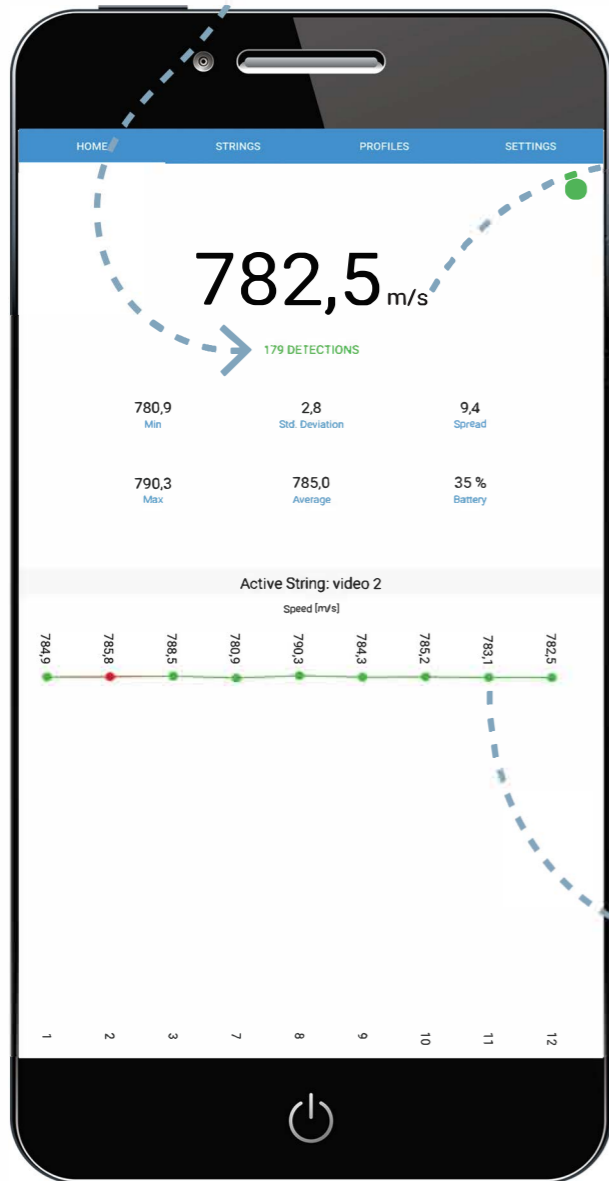 HOME STRINGS PROFILES SETTINGS
782,5 m/s
179 DETECTIONS
780,9 2,8 9,4
Min Std. Deviation Spread
790,3 785,0 35 %
Max Average Battery
Active String: video 2
Speed [m/s]
784,9 785,8 788,5 780,9 790,3 784,3 785,2 783,1 782,5
1 2 3 7 8 9 10 11 12